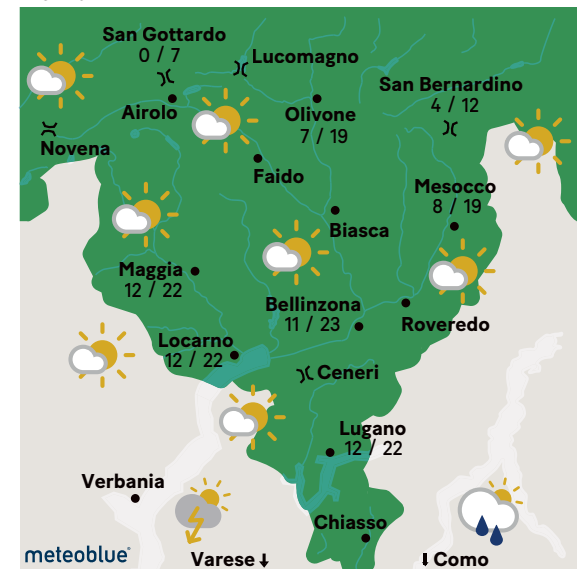 San Gottardo
0 / 7
Lucomagno
San Bernardino
4 / 12
Airolo
Olivone
7 / 19
Novena
Faido
Mesocco
8 / 19
Biasca
Maggia
12 / 22
Bellinzona
11 / 23
Roveredo
Locarno
12 / 22
Ceneri
Lugano
12 / 22
Verbania
Chiasso
meteoblue®
Varese ↓
⬇ Como